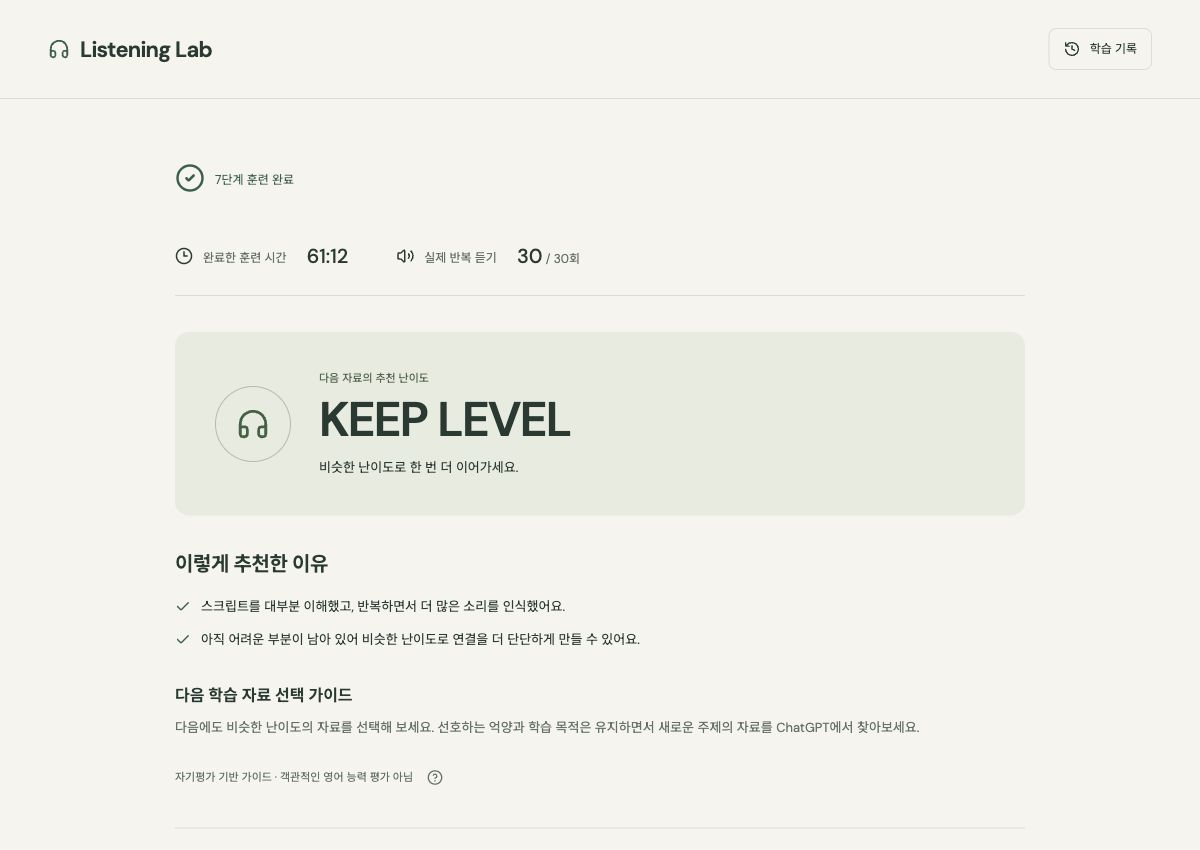 Listening Lab
학습 기록
7단계 훈련 완료
완료한 훈련 시간 61:12 실제 반복 듣기 30 / 30회
다음 자료의 추천 난이도
KEEP LEVEL
비슷한 난이도로 한 번 더 이어가세요.
이렇게 추천한 이유
스크립트를 대부분 이해했고, 반복하면서 더 많은 소리를 인식했어요.
아직 어려운 부분이 남아 있어 비슷한 난이도로 연결을 더 단단하게 만들 수 있어요.
다음 학습 자료 선택 가이드
다음에도 비슷한 난이도의 자료를 선택해 보세요. 선호하는 억양과 학습 목적은 유지하면서 새로운 주제의 자료를 ChatGPT에서 찾아보세요.
자기평가 기반 가이드 · 객관적인 영어 능력 평가 아님 ?